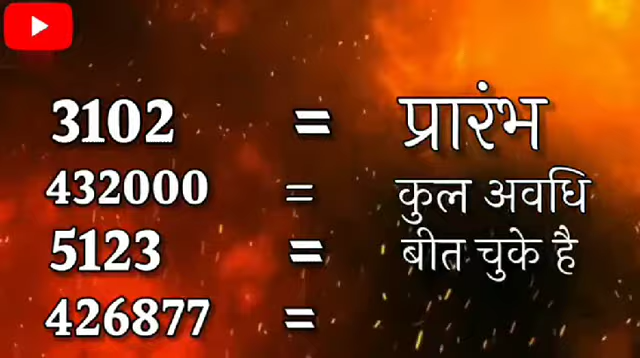 3102 = प्रारंभ
432000 = कुल अवधि
5123 = बीत चुके है
426877 =